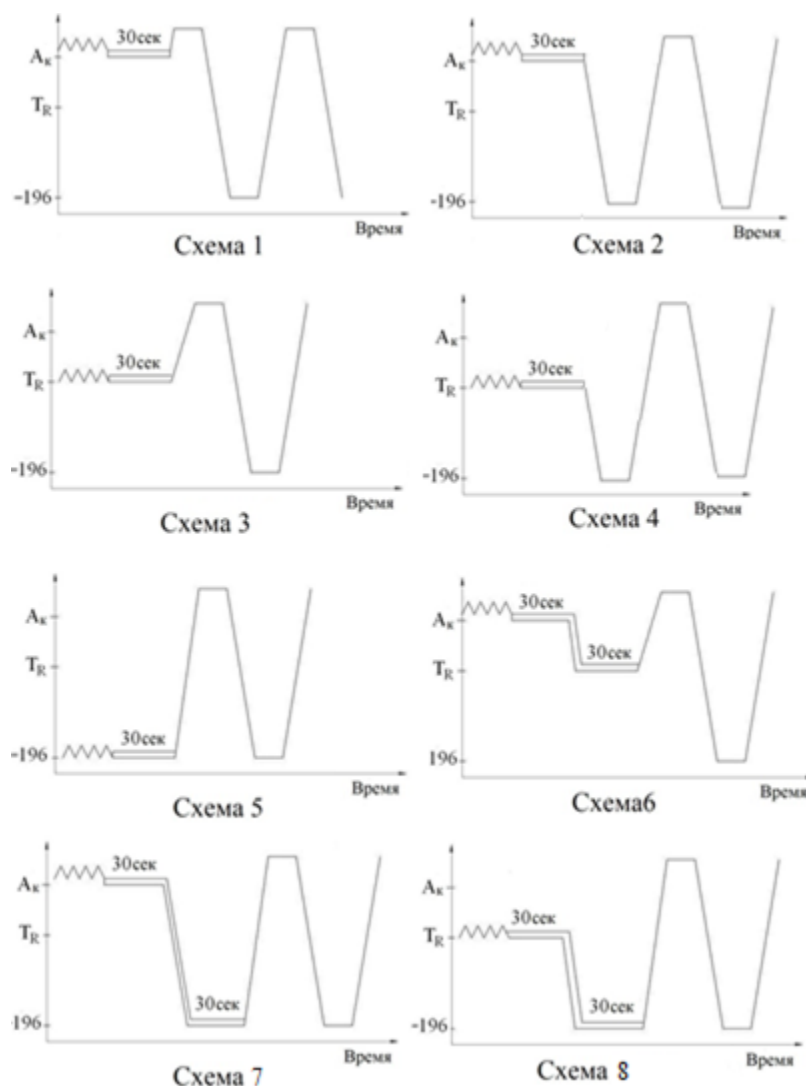 30сек
Aк
TR
-196
Время
Схема 1
30сек
Aк
TR
-196
Время
Схема 2
30сек
Aк
TR
-196
Время
Схема 3
30сек
Aк
TR
-196
Время
Схема 4
30сек
Aк
TR
-196
Время
Схема 5
30сек
Aк
30сек
TR
196
Время
Схема6
30сек
Aк
TR
30сек
196
Время
Схема 7
30сек
Aк
TR
30сек
-196
Время
Схема 8